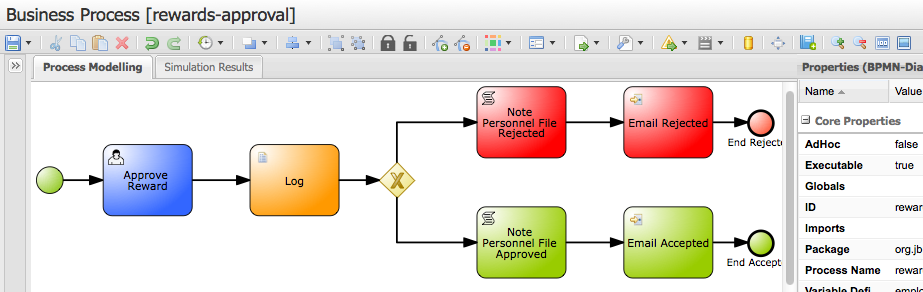 Business Process [rewards-approval]
Process Modelling
Simulation Results
Properties (BPMN-Dia
Name
Value
Core Properties
AdHoc
false
Executable
true
Globals
ID
rewar
Imports
Package
org.jb
Process Name
rewar
Variable Defi
emplo
Approve
Reward
Log
X
Note
Personnel File
Rejected
Email Rejected
End Rejecte
Note
Personnel File
Approved
Email Accepted
End Accept